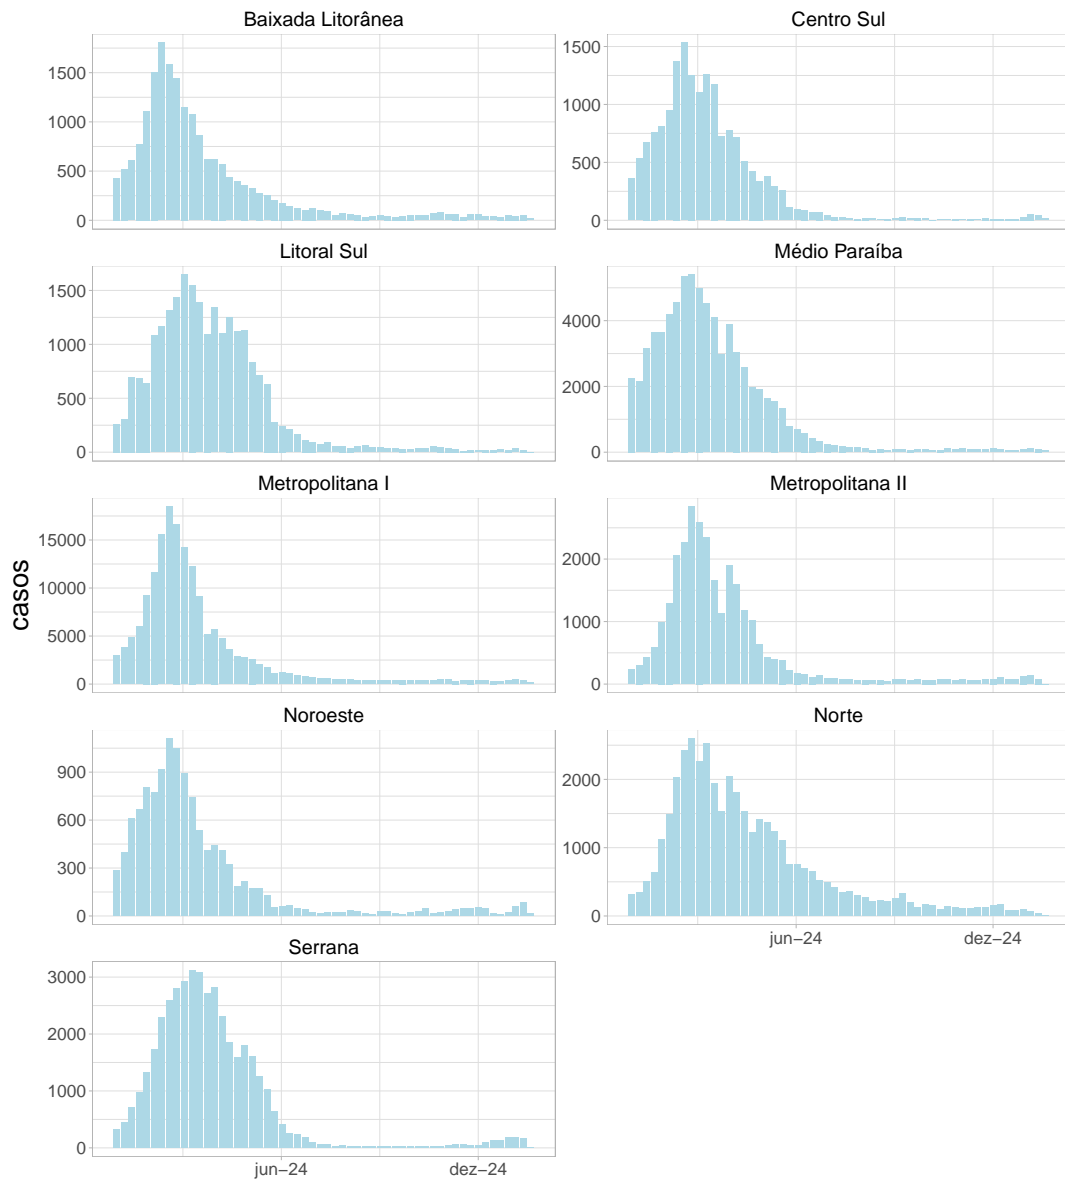 Baixada Litorânea
Centro Sul
1500
1000
500
0
1500
1000
500
0
Litoral Sul
Médio Paraíba
1500
1000
500
0
4000
2000
0
Metropolitana I
Metropolitana II
casos
15000
10000
5000
0
2000
1000
0
Noroeste
Norte
900
600
300
0
2000
1000
0
jun−24
dez−24
Serrana
3000
2000
1000
0
jun−24
dez−24